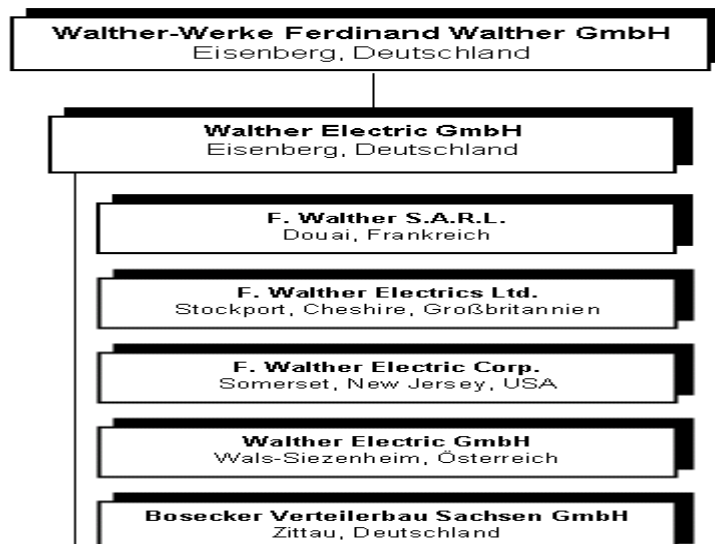 Walther-Werke Ferdinand Walther GmbH
Eisenberg, Deutschland
Walther Electric GmbH
Eisenberg, Deutschland
F. Walther S.A.R.L.
Douai, Frankreich
F. Walther Electrics Ltd.
Stockport, Cheshire, Großbritannien
F. Walther Electric Corp.
Somerset, New Jersey, USA
Walther Electric GmbH
Wals-Siezenheim, Österreich
Bosecker Verteilerbau Sachsen GmbH
Zittau, Deutschland